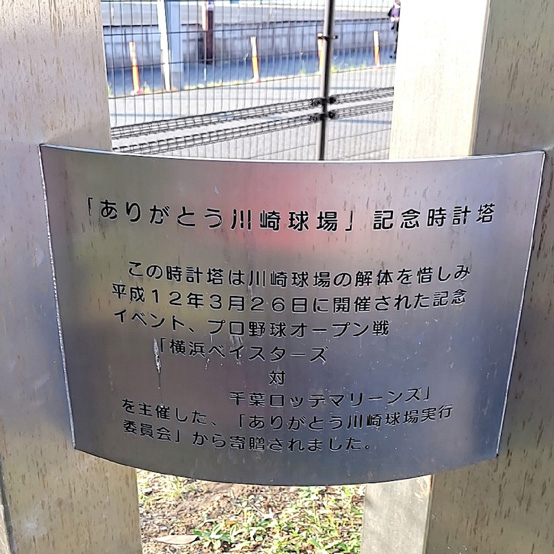 「ありがとう川崎球場」記念時計塔
この時計塔は川崎球場の解体を惜しみ
平成12年3月26日に開催された記念
イベント、プロ野球オープン戦
「横浜ベイスターズ
対
千葉ロッテマリーンズ」
を主催した、「ありがとう川崎球場実行
委員会」から寄贈されました。